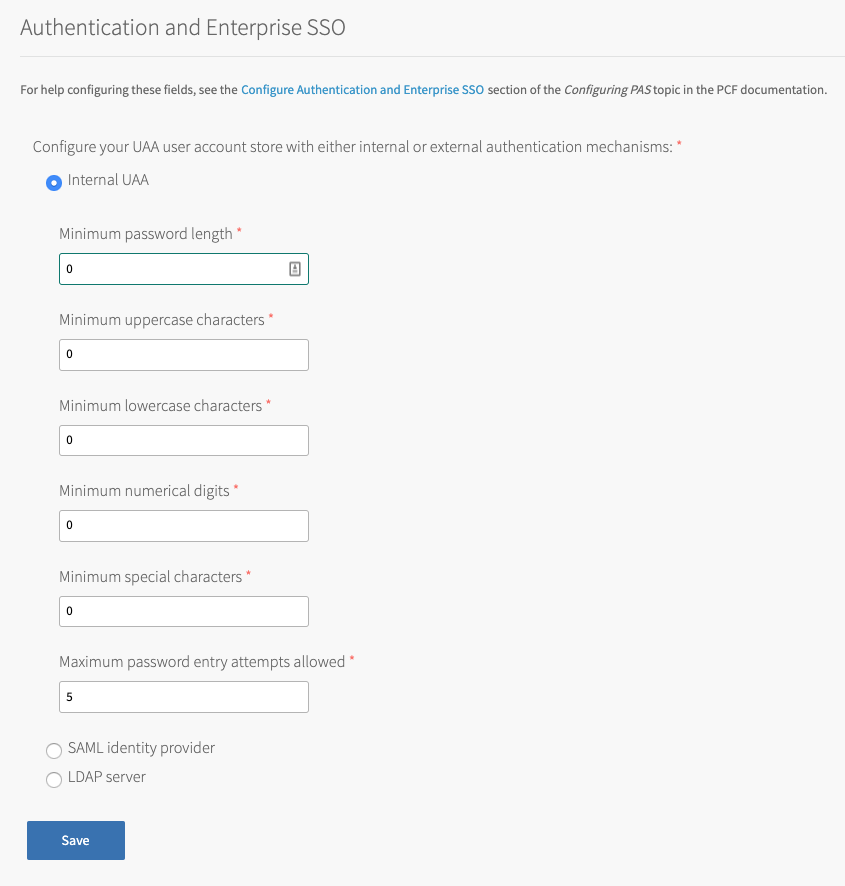 Authentication and Enterprise SSO
For help configuring these fields, see the Configure Authentication and Enterprise SSO section of the Configuring PAS topic in the PCF documentation.
Configure your UAA user account store with either internal or external authentication mechanisms: *
Internal UAA
Minimum password length *
0
Minimum uppercase characters *
0
Minimum lowercase characters *
0
Minimum numerical digits *
0
Minimum special characters *
0
Maximum password entry attempts allowed *
5
SAML identity provider
LDAP server
Save